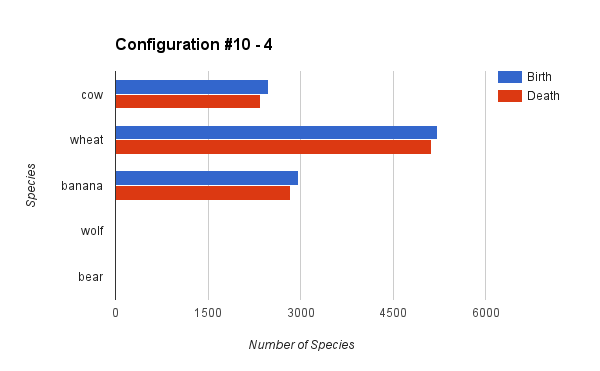 Configuration #10 - 4
Birth
Death
cow
wheat
banana
wolf
bear
Species
0 1500 3000 4500 6000
Number of Species